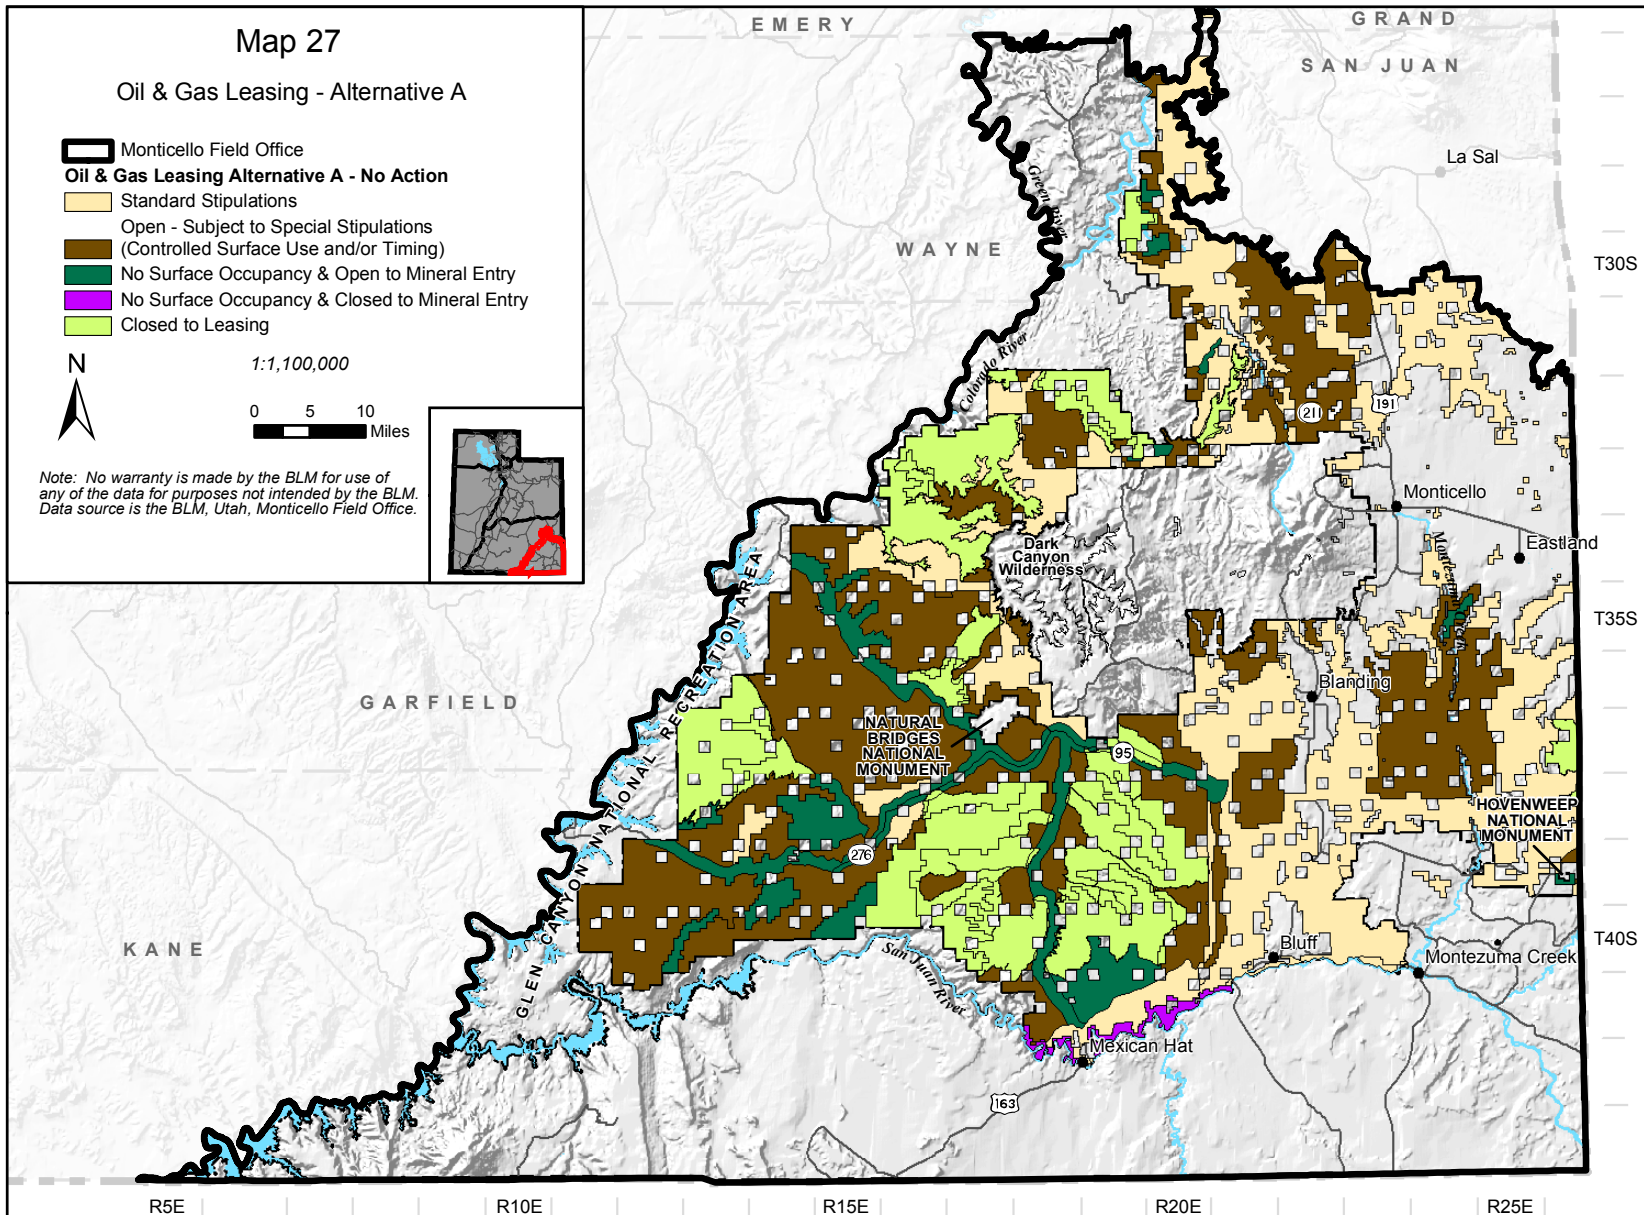 Map 27
Oil & Gas Leasing - Alternative A
Monticello Field Office
Oil & Gas Leasing Alternative A - No Action
Standard Stipulations
Open - Subject to Special Stipulations
(Controlled Surface Use and/or Timing)
No Surface Occupancy & Open to Mineral Entry
No Surface Occupancy & Closed to Mineral Entry
Closed to Leasing
N
1:1,100,000
0 5 10
Miles
Note: No warranty is made by the BLM for use of
any of the data for purposes not intended by the BLM.
Data source is the BLM, Utah, Monticello Field Office.
EMERY
GRAND
SAN JUAN
La Sal
Green River
WAYNE
T30S
Colorado River
191
211
Monticello
Eastland
Dark
Canyon
Wilderness
Montezuma Creek
T35S
GARFIELD
Blanding
NATURAL
BRIDGES
NATIONAL
MONUMENT
95
HOVENWEEP
NATIONAL
MONUMENT
276
GLEN CANYON NATIONAL RECREATION AREA
KANE
San Juan River
Bluff
T40S
Montezuma Creek
Mexican Hat
163
R5E
R10E
R15E
R20E
R25E